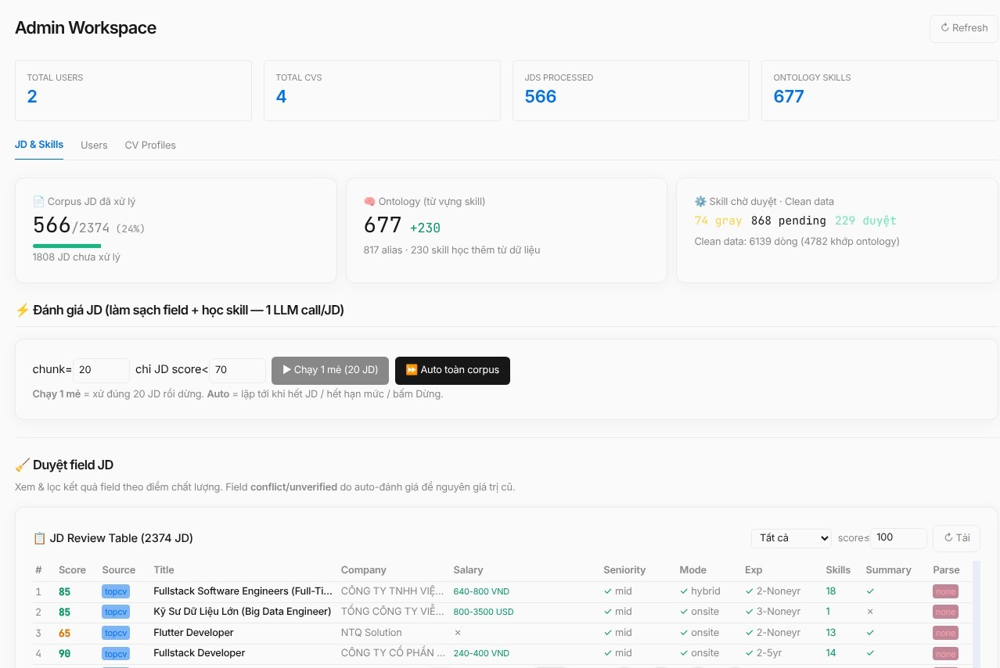 Admin Workspace
↻ Refresh
TOTAL USERS
2
TOTAL CVS
4
JDS PROCESSED
566
ONTOLOGY SKILLS
677
JD & Skills Users CV Profiles
📄 Corpus JD đã xử lý
566/2374 (24%)
1808 JD chưa xử lý
🧠 Ontology (từ vựng skill)
677 +230
817 alias · 230 skill học thêm từ dữ liệu
⚙️ Skill chờ duyệt · Clean data
74 gray 868 pending 229 duyệt
Clean data: 6139 dòng (4782 khớp ontology)
⚡ Đánh giá JD (làm sạch field + học skill — 1 LLM call/JD)
chunk= 20 chỉ JD score< 70 ▶ Chạy 1 mẻ (20 JD) ⏩ Auto toàn corpus
Chạy 1 mẻ = xử đúng 20 JD rồi dừng. Auto = lặp tới khi hết JD / hết hạn mức / bấm Dừng.
🧹 Duyệt field JD
Xem & lọc kết quả field theo điểm chất lượng. Field conflict/unverified do auto-đánh giá để nguyên giá trị cũ.
📋 JD Review Table (2374 JD)
Tất cả score≤ 100 ↻ Tải
# Score Source Title Company Salary Seniority Mode Exp Skills Summary Parse
1 85 topcv Fullstack Software Engineers (Full-Ti... CÔNG TY TNHH VIỆ... 640-800 VND ✓ mid ✓ hybrid ✓ 2-Noneyr 18 ✓ none
2 85 topcv Kỹ Sư Dữ Liệu Lớn (Big Data Engineer) TỔNG CÔNG TY VIỄ... 800-3500 USD ✓ mid ✓ onsite ✓ 3-Noneyr 1 × none
3 65 topcv Flutter Developer NTQ Solution × ✓ mid ✓ onsite ✓ 2-Noneyr 13 ✓ none
4 90 topcv Fullstack Developer CÔNG TY CỔ PHẦN ... 240-400 VND ✓ mid ✓ onsite ✓ 2-5yr 14 ✓ none